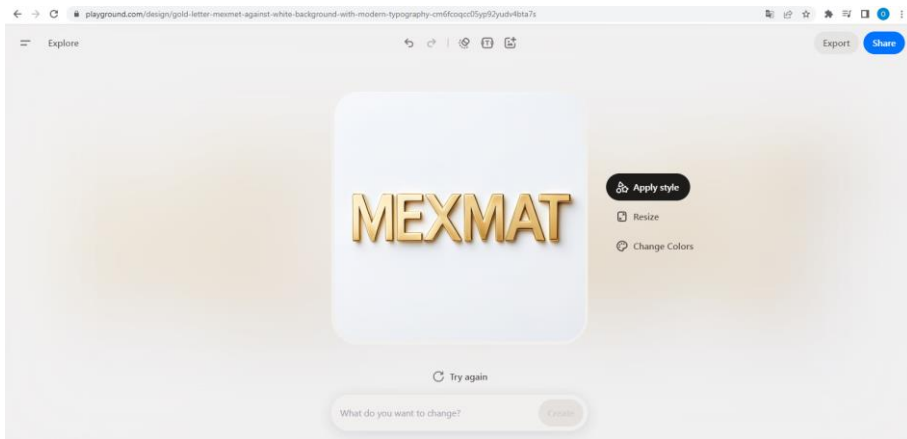 playground.com/design/gold-letter-mexmet-against-white-background-with-modern-typography-cm6fcoqcc05yp92yudv4bta7s
Explore
Export
Share
MEXMAT
Apply style
Resize
Change Colors
Try again
What do you want to change?
Create